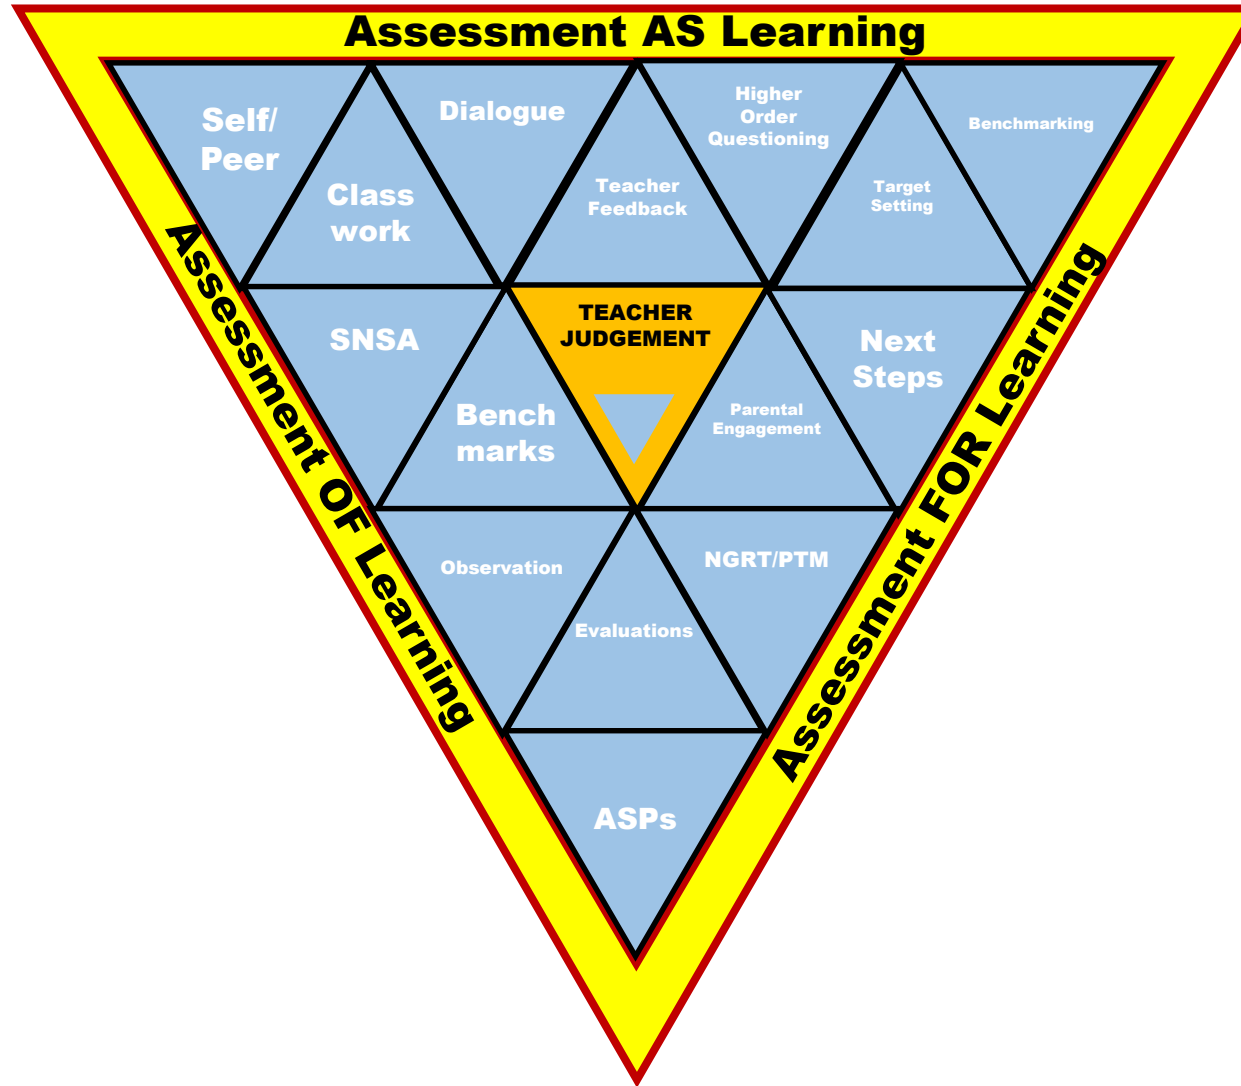 Assessment AS Learning
Self/
Peer
Class
work
Dialogue
Teacher
Feedback
Higher
Order
Questioning
Target
Setting
Benchmarking
SNSA
Bench
marks
TEACHER
JUDGEMENT
Parental
Engagement
Next
Steps
Observation
Evaluations
NGRT/PTM
ASPs
Assessment OF Learning
Assessment FOR Learning